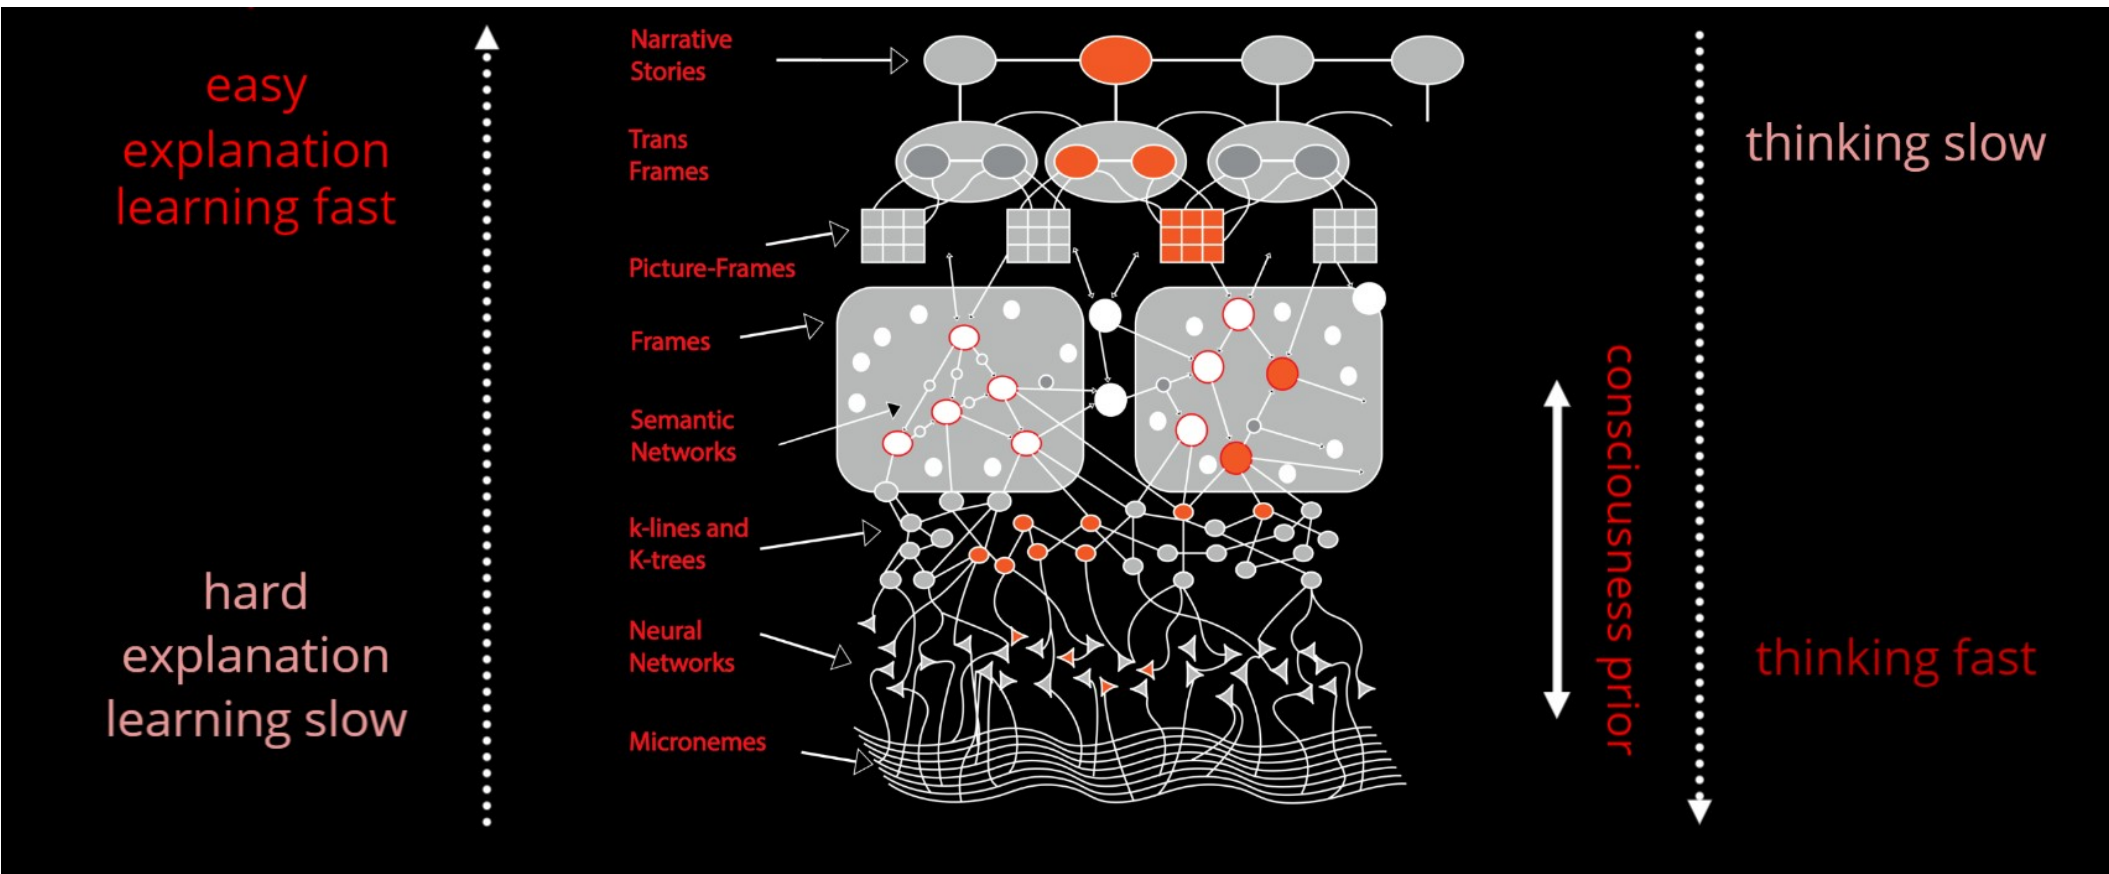 easy
explanation
learning fast
hard
explanation
learning slow
Narrative
Stories
Trans
Frames
Picture-Frames
Frames
Semantic
Networks
k-lines and
K-trees
Neural
Networks
Micronemes
consciousness prior
thinking slow
thinking fast